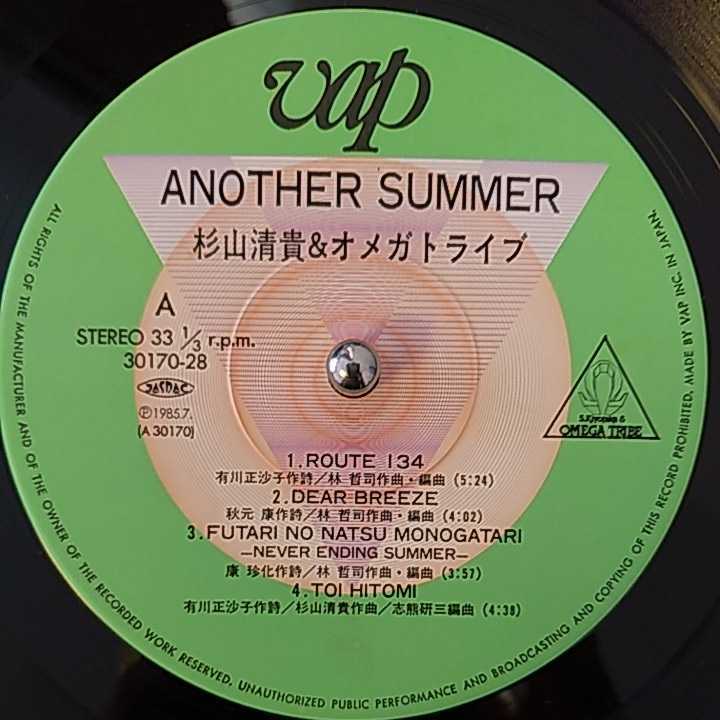 vap
ANOTHER SUMMER
杉山清貴&オメガトライブ
A
STEREO 33 1/3 r.p.m.
30170-28
JASRAC
Ⓟ1985.7.
(A 30170)
S.Kiyotaka &
OMEGA TRIBE
1.ROUTE 134
有川正沙子作詩/林 哲司作曲・編曲 (5:24)
2.DEAR BREEZE
秋元 康作詩/林 哲司作曲・編曲 (4:02)
3.FUTARI NO NATSU MONOGATARI
—NEVER ENDING SUMMER—
康 珍化作詩/林 哲司作曲・編曲 (3:57)
4.TOI HITOMI
有川正沙子作詩/杉山清貴作曲/志熊研三編曲 (4:38)
ALL RIGHTS OF THE MANUFACTURER AND OF THE OWNER OF THE RECORDED WORK RESERVED. UNAUTHORIZED PUBLIC PERFORMANCE AND BROADCASTING AND COPYING OF THIS RECORD PROHIBITED, MADE BY VAP INC. IN JAPAN.